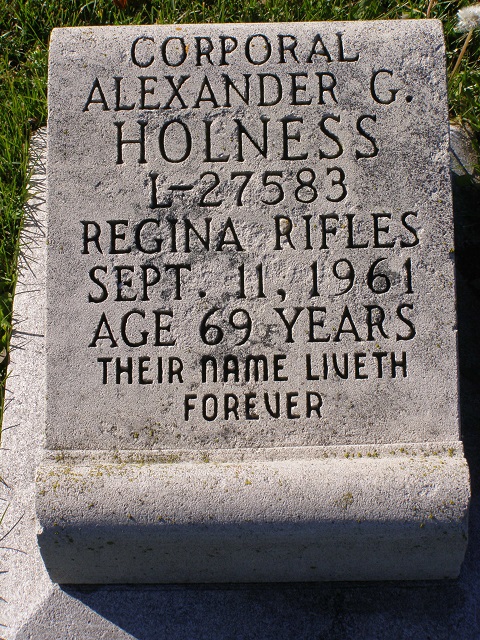 CORPORAL
ALEXANDER G.
HOLNESS
L-27583
REGINA RIFLES
SEPT. 11, 1961
AGE 69 YEARS
THEIR NAME LIVETH
FOREVER